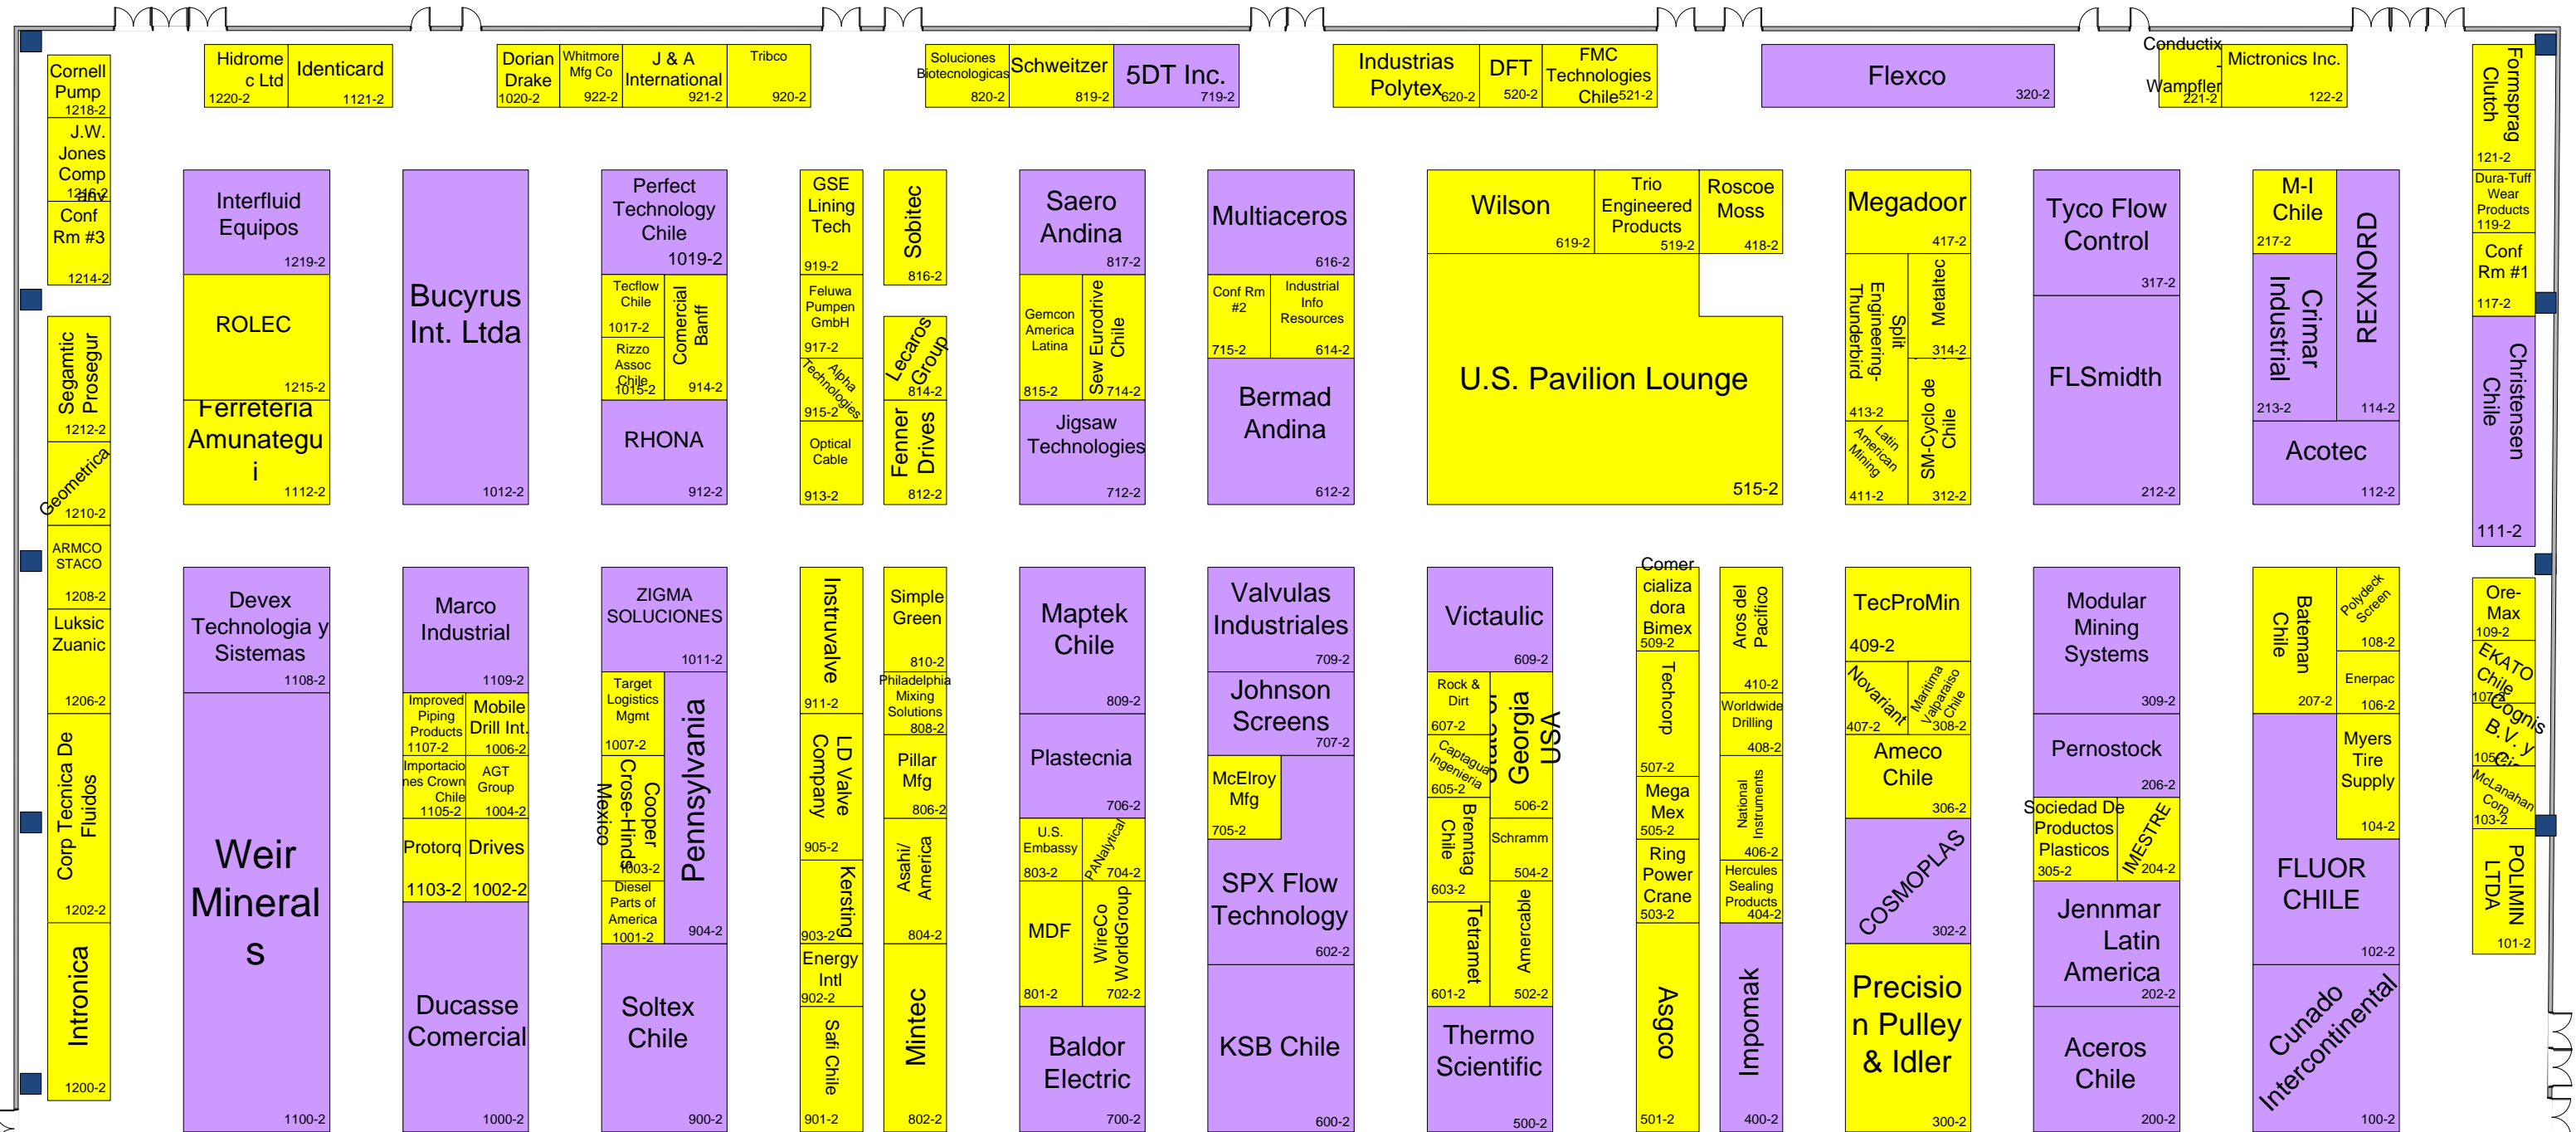 Hidrome
c Ltd
1220-2
Identicard
1121-2
Dorian
Drake
1020-2
Whitmore
Mfg Co
922-2
J & A
International
921-2
Tribco
920-2
Soluciones
Biotecnologicas
820-2
Schweitzer
819-2
5DT Inc.
719-2
Industrias
Polytex
620-2
DFT
520-2
FMC
Technologies
Chile
521-2
Flexco
320-2
Conductix
-
Wampfler
221-2
Mictronics Inc.
122-2
Cornell
Pump
1218-2
J.W.
Jones
Comp
any
1216-2
Conf
Rm #3
1214-2
Segamtic
Prosegur
1212-2
Geometrica
1210-2
ARMCO
STACO
1208-2
Luksic
Zuanic
1206-2
Corp Tecnica De
Fluidos
1202-2
Intronica
1200-2
Interfluid
Equipos
1219-2
ROLEC
1215-2
Ferreteria
Amunategu
i
1112-2
Bucyrus
Int. Ltda
1012-2
Perfect
Technology
Chile
1019-2
Tecflow
Chile
1017-2
Rizzo
Assoc
Chile
1015-2
Comercial
Banff
914-2
RHONA
912-2
GSE
Lining
Tech
919-2
Feluwa
Pumpen
GmbH
917-2
Alpha
Technologies
915-2
Optical
Cable
913-2
Sobitec
816-2
Lecaros
Group
814-2
Fenner
Drives
812-2
Saero
Andina
817-2
Gemcon
America
Latina
815-2
Sew Eurodrive
Chile
714-2
Jigsaw
Technologies
712-2
Multiaceros
616-2
Conf Rm
#2
715-2
Industrial
Info
Resources
614-2
Bermad
Andina
612-2
Wilson
619-2
Trio
Engineered
Products
519-2
Roscoe
Moss
418-2
U.S. Pavilion Lounge
515-2
Megadoor
417-2
Split
Engineering-
Thunderbird
413-2
Metaltec
314-2
Latin
American
Mining
411-2
SM-Cyclo de
Chile
312-2
Tyco Flow
Control
317-2
FLSmidth
212-2
M-I
Chile
217-2
REXNORD
114-2
Crimar
Industrial
213-2
Acotec
112-2
Formsprag
Clutch
121-2
Dura-Tuff
Wear
Products
119-2
Conf
Rm #1
117-2
Christensen
Chile
111-2
Devex
Technologia y
Sistemas
1108-2
Weir
Mineral
s
1100-2
Marco
Industrial
1109-2
Improved
Piping
Products
1107-2
Mobile
Drill Int.
1006-2
Importacio
nes Crown
Chile
1105-2
AGT
Group
1004-2
Protorq
1103-2
Drives
1002-2
Ducasse
Comercial
1000-2
ZIGMA
SOLUCIONES
1011-2
Target
Logistics
Mgmt
1007-2
Cooper
Crose-Hinds
Mexico
1003-2
Diesel
Parts of
America
1001-2
Pennsylvania
904-2
Soltex
Chile
900-2
Instruvalve
911-2
LD Valve
Company
905-2
Kersting
903-2
Energy
Intl
902-2
Safi Chile
901-2
Simple
Green
810-2
Philadelphia
Mixing
Solutions
808-2
Pillar
Mfg
806-2
Asahi/
America
804-2
Mintec
802-2
Maptek
Chile
809-2
Plastecnia
706-2
U.S.
Embassy
803-2
PANalytical
704-2
MDF
801-2
WireCo
WorldGroup
702-2
Baldor
Electric
700-2
Valvulas
Industriales
709-2
Johnson
Screens
707-2
McElroy
Mfg
705-2
SPX Flow
Technology
602-2
KSB Chile
600-2
Victaulic
609-2
Rock &
Dirt
607-2
State of
Georgia
USA
506-2
Captagua
Ingenieria
605-2
Brenntag
Chile
603-2
Schramm
504-2
Tetramet
601-2
Amercable
502-2
Thermo
Scientific
500-2
Comer
cializa
dora
Bimex
509-2
Techcorp
507-2
Mega
Mex
505-2
Ring
Power
Crane
503-2
Asgco
501-2
Aros del
Pacifico
410-2
Worldwide
Drilling
408-2
National
Instruments
406-2
Hercules
Sealing
Products
404-2
Impomak
400-2
TecProMin
409-2
Novariant
407-2
Maritima
Valparaiso
Chile
308-2
Ameco
Chile
306-2
COSMOPLAS
302-2
Precisio
n Pulley
& Idler
300-2
Modular
Mining
Systems
309-2
Pernostock
206-2
Sociedad De
Productos
Plasticos
305-2
IMESTRE
204-2
Jennmar
Latin
America
202-2
Aceros
Chile
200-2
Bateman
Chile
207-2
Polydeck
Screen
108-2
Enerpac
106-2
Myers
Tire
Supply
104-2
FLUOR
CHILE
102-2
Cunado
Intercontinental
100-2
Ore-
Max
109-2
EKATO
Chile
107-2
Cognis
B.V. y
Cia
105-2
McLanahan
Corp
103-2
POLIMIN
LTDA
101-2